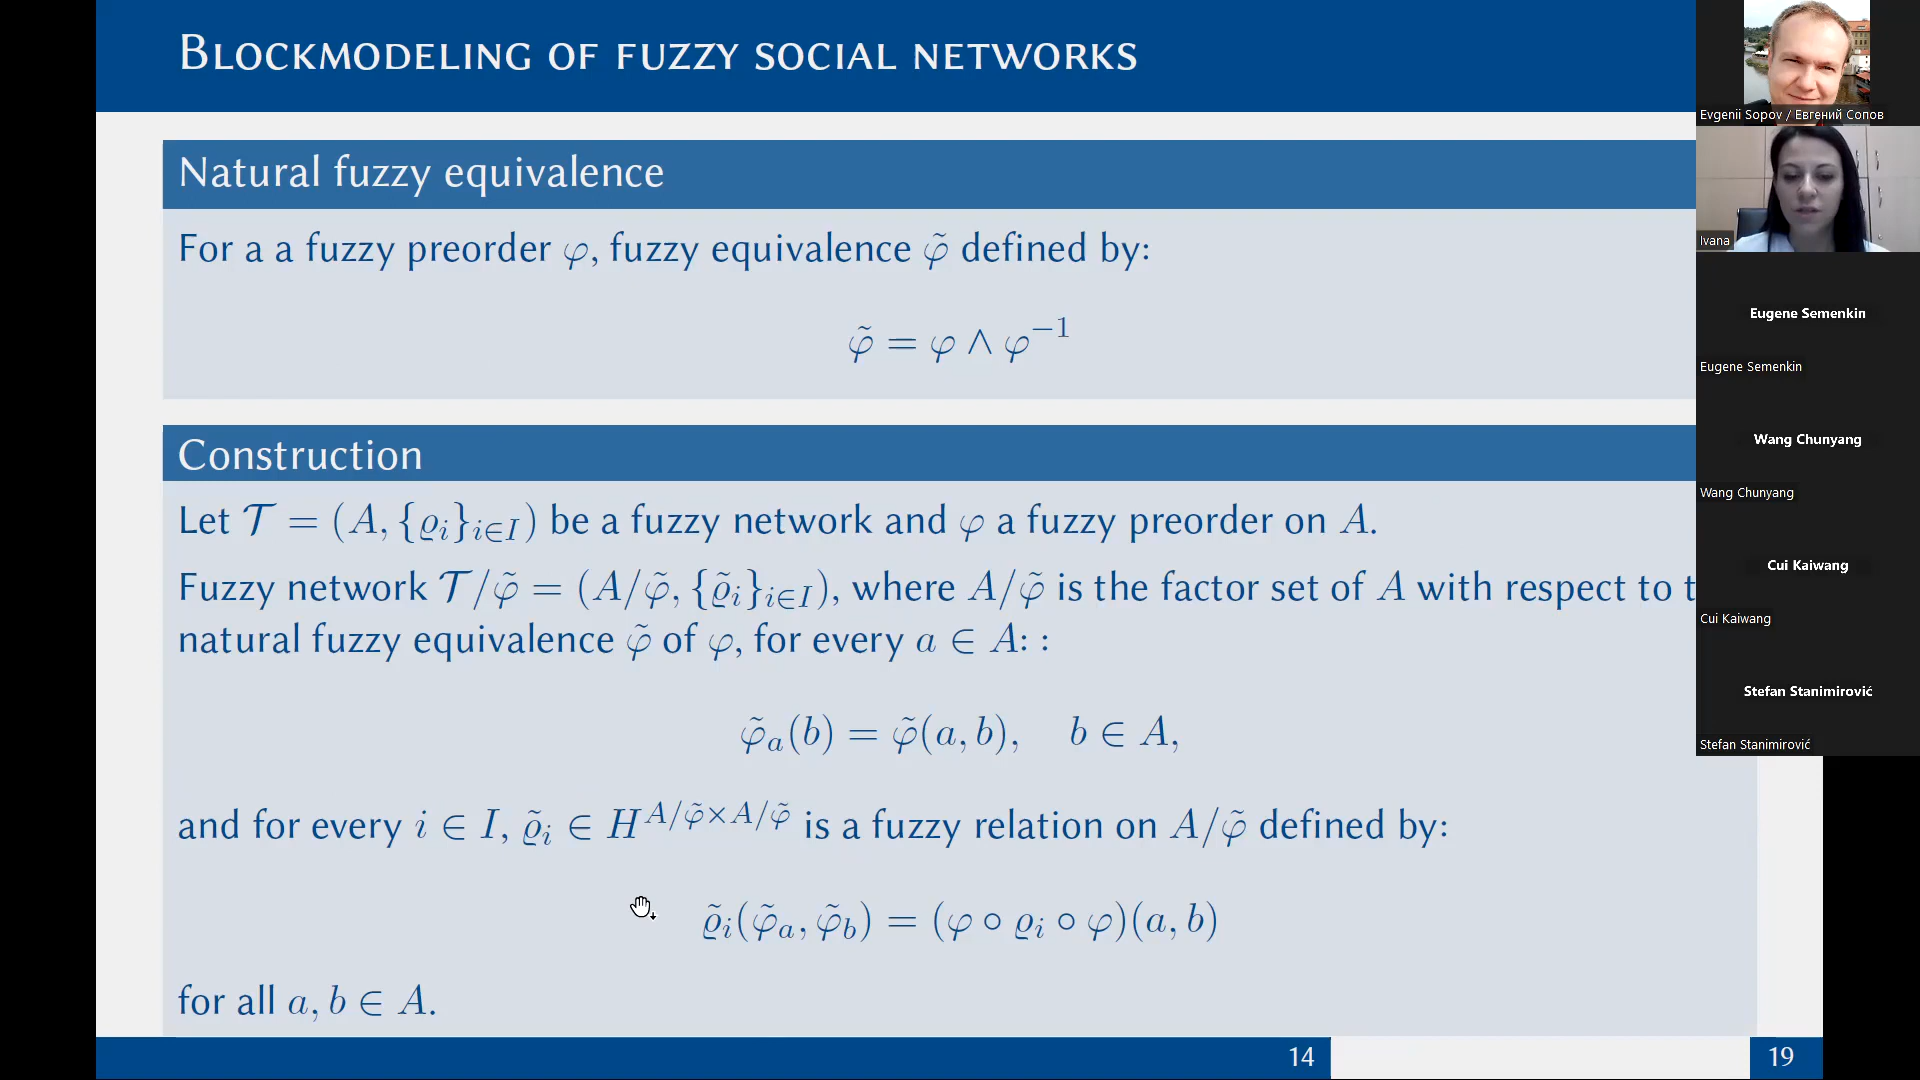 Blockmodeling of fuzzy social networks
Natural fuzzy equivalence
For a a fuzzy preorder φ, fuzzy equivalence φ̃ defined by:
φ̃ = φ ∧ φ⁻¹
Construction
Let 𝒯 = (A, {ϱ_i}_{i∈I}) be a fuzzy network and φ a fuzzy preorder on A.
Fuzzy network 𝒯/φ̃ = (A/φ̃, {ϱ̃_i}_{i∈I}), where A/φ̃ is the factor set of A with respect to t
natural fuzzy equivalence φ̃ of φ, for every a ∈ A: :
φ̃_a(b) = φ̃(a, b), b ∈ A,
and for every i ∈ I, ϱ̃_i ∈ H^{A/φ̃×A/φ̃} is a fuzzy relation on A/φ̃ defined by:
ϱ̃_i(φ̃_a, φ̃_b) = (φ ∘ ϱ_i ∘ φ)(a, b)
for all a, b ∈ A.
14
19
Evgenii Sopov / Евгений Сопов
Ivana
Eugene Semenkin
Eugene Semenkin
Wang Chunyang
Wang Chunyang
Cui Kaiwang
Cui Kaiwang
Stefan Stanimirović
Stefan Stanimirović